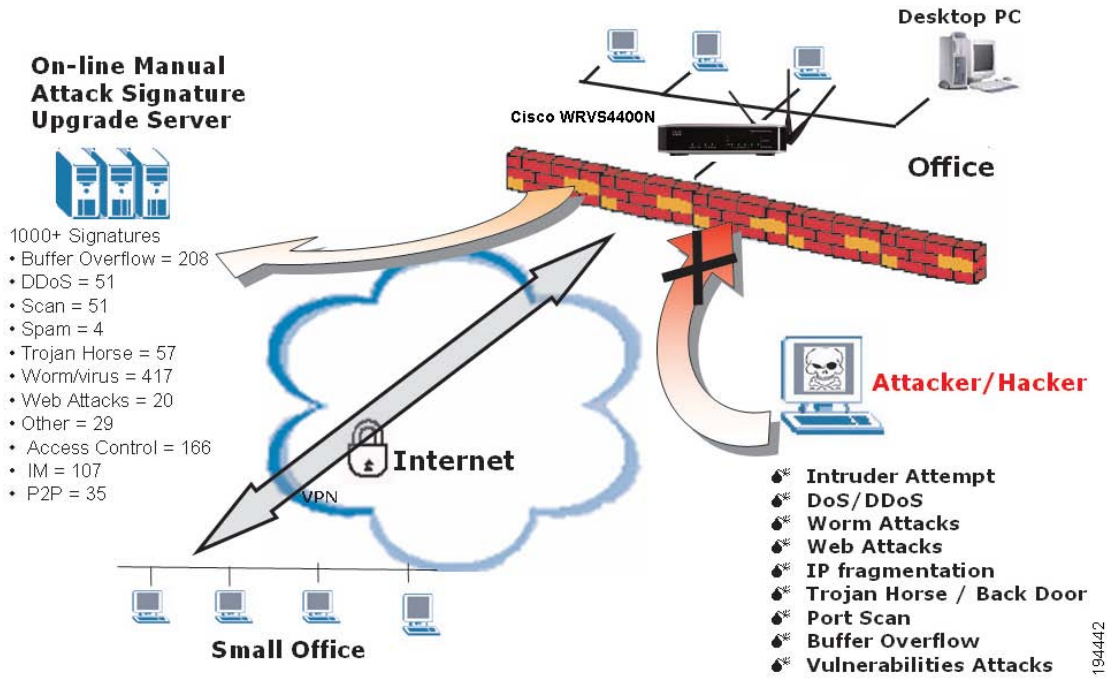 Desktop PC
On-line Manual
Attack Signature
Upgrade Server
Cisco WRVS4400N
Office
1000+ Signatures
• Buffer Overflow = 208
• DDoS = 51
• Scan = 51
• Spam = 4
• Trojan Horse = 57
• Worm/virus = 417
• Web Attacks = 20
• Other = 29
• Access Control = 166
• IM = 107
• P2P = 35
Attacker/Hacker
Internet
VPN
Intruder Attempt
DoS/DDoS
Worm Attacks
Web Attacks
IP fragmentation
Trojan Horse / Back Door
Port Scan
Buffer Overflow
Vulnerabilities Attacks
Small Office
194442